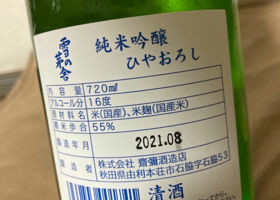 雪の茅舎
純米吟醸
ひやおろし
内容量 720㎖
アルコール分 16度
原材料名 米(国産)、米麹(国産米)
精米歩合 55%
製造年月 2021.08
製造者 株式会社 齋彌酒造店
秋田県由利本荘市石脇字石脇53
清酒